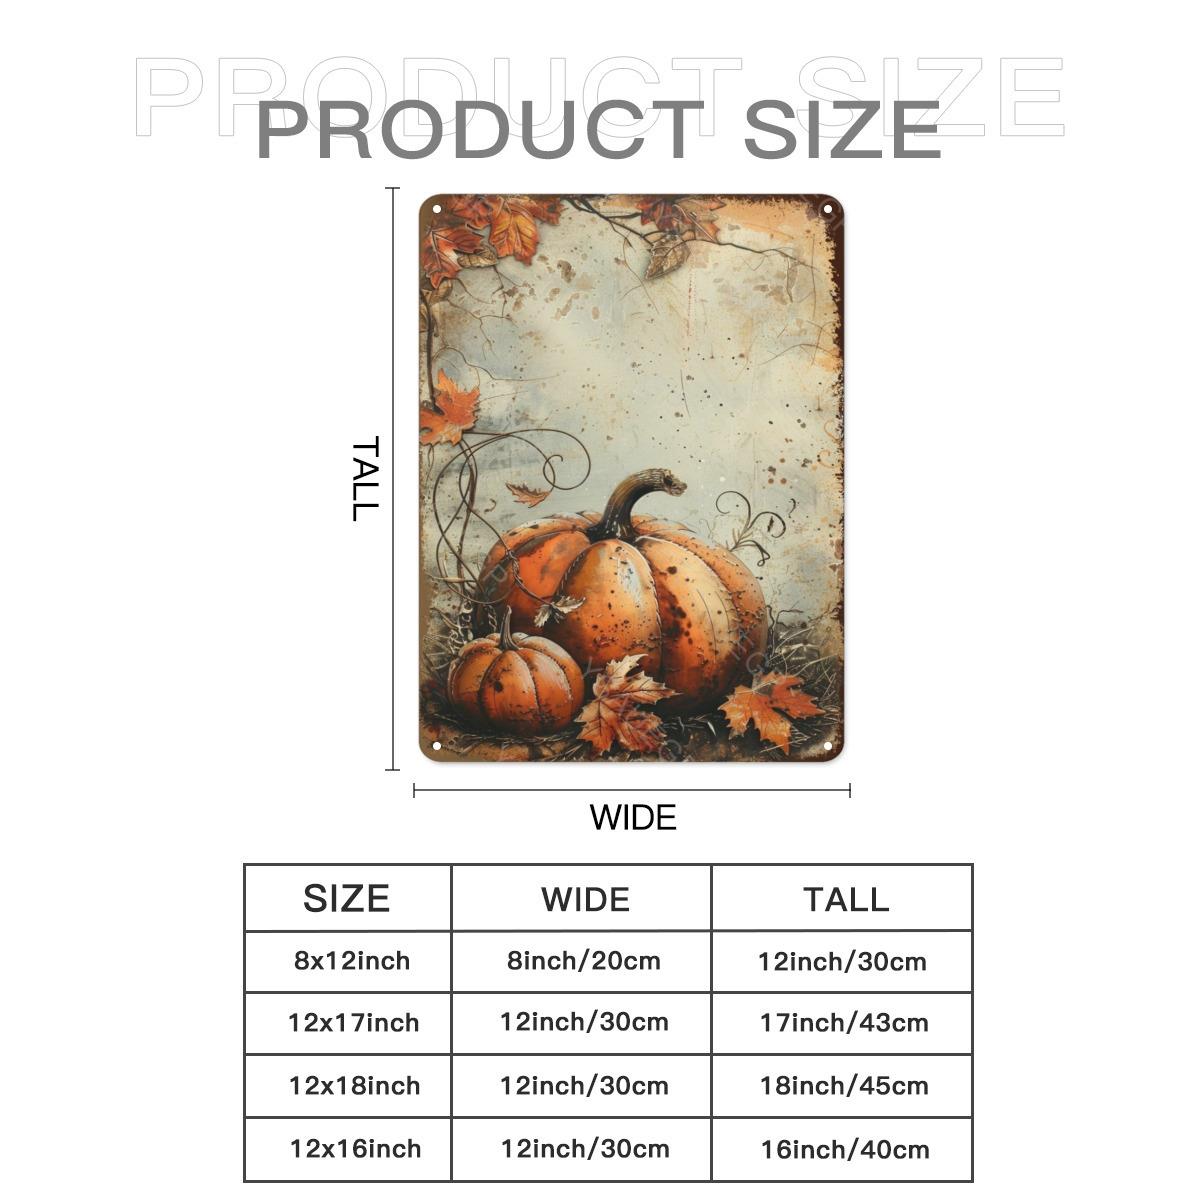 PRODUCT SIZE
PRODUCT SIZE
TALL
WIDE
SIZE WIDE TALL
8x12inch 8inch/20cm 12inch/30cm
12x17inch 12inch/30cm 17inch/43cm
12x18inch 12inch/30cm 18inch/45cm
12x16inch 12inch/30cm 16inch/40cm